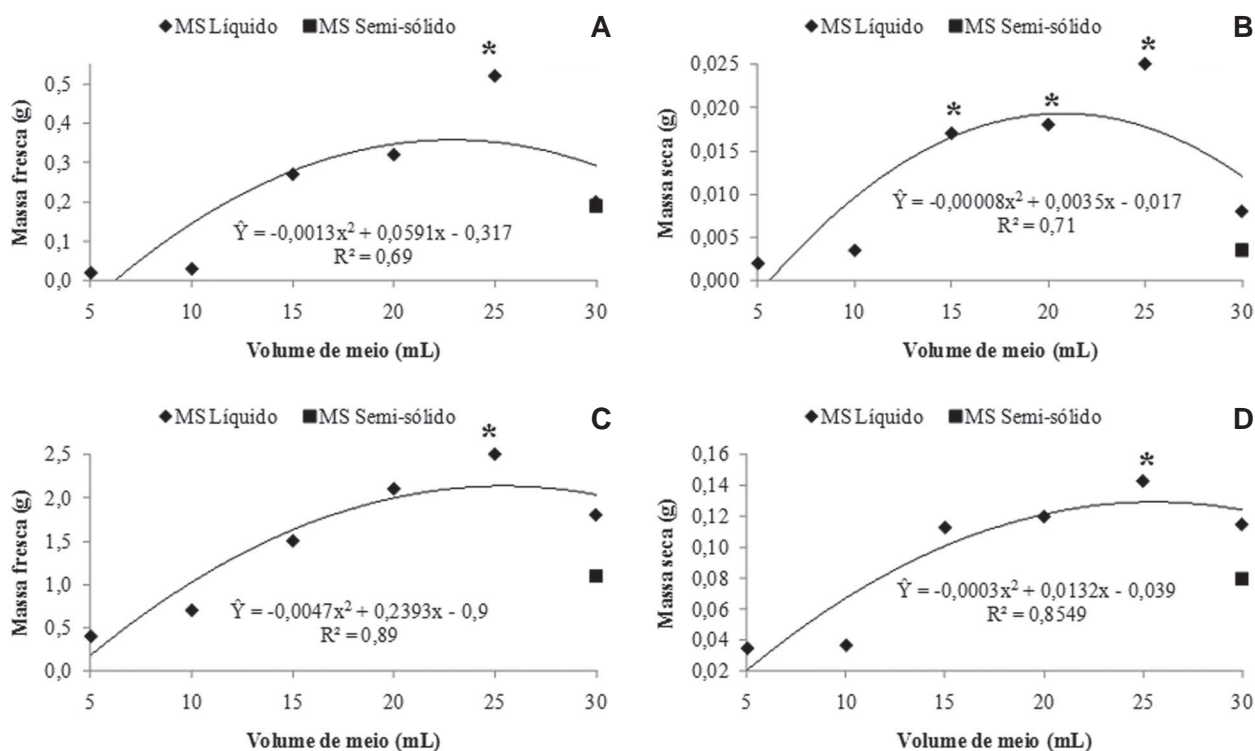 ◆ MS Líquido ■ MS Semi-sólido A
*
0,5
0,4
0,3
0,2
0,1
0,0
Massa fresca (g)
Ŷ = -0,0013x² + 0,0591x - 0,317
R² = 0,69
5 10 15 20 25 30
Volume de meio (mL)
◆ MS Líquido ■ MS Semi-sólido B
* * *
0,025
0,020
0,015
0,010
0,005
0,000
Massa seca (g)
Ŷ = -0,00008x² + 0,0035x - 0,017
R² = 0,71
5 10 15 20 25 30
Volume de meio (mL)
◆ MS Líquido ■ MS Semi-sólido C
*
2,5
2,0
1,5
1,0
0,5
0,0
Massa fresca (g)
Ŷ = -0,0047x² + 0,2393x - 0,9
R² = 0,89
5 10 15 20 25 30
Volume de meio (mL)
◆ MS Líquido ■ MS Semi-sólido D
*
0,16
0,14
0,12
0,10
0,08
0,06
0,04
0,02
Massa seca (g)
Ŷ = -0,0003x² + 0,0132x - 0,039
R² = 0,8549
5 10 15 20 25 30
Volume de meio (mL)